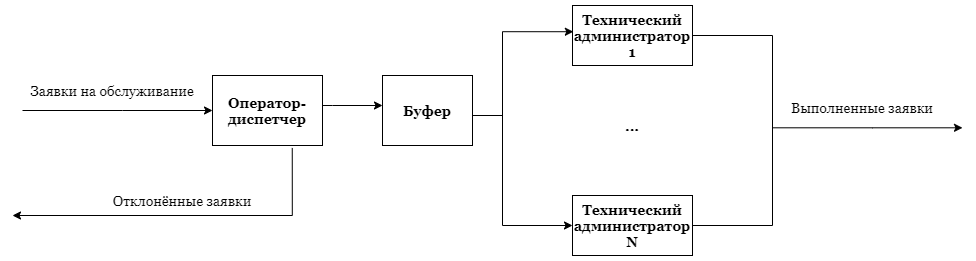 Технический
администратор
1
Заявки на обслуживание
Оператор-
диспетчер
Буфер
Выполненные заявки
...
Отклонённые заявки
Технический
администратор
N